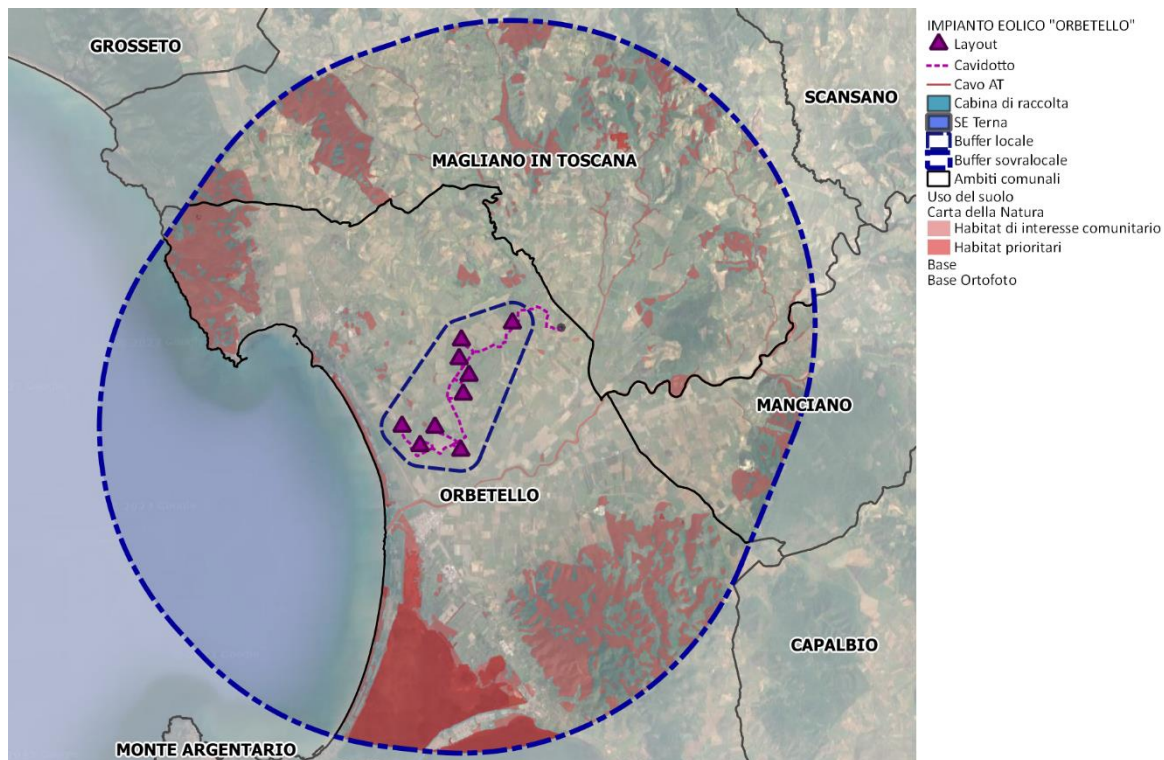 GROSSETO
SCANSANO
MAGLIANO IN TOSCANA
MANCIANO
ORBETELLO
CAPALBIO
MONTE ARGENTARIO
IMPIANTO EOLICO "ORBETELLO"
Layout
Cavidotto
Cavo AT
Cabina di raccolta
SE Terna
Buffer locale
Buffer sovralocale
Ambiti comunali
Uso del suolo
Carta della Natura
Habitat di interesse comunitario
Habitat prioritari
Base
Base Ortofoto